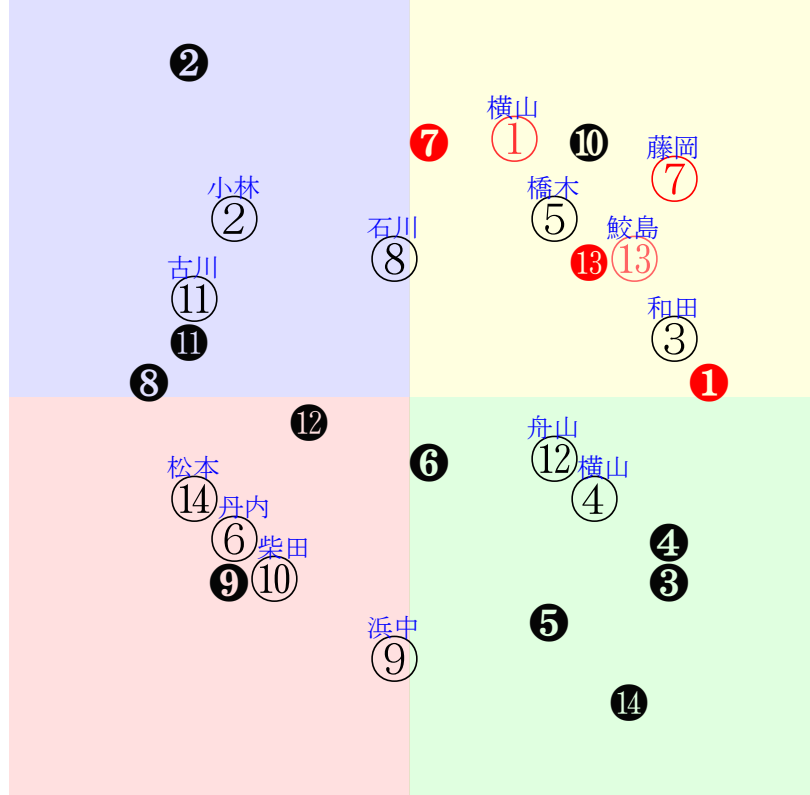 ❷
横山
①
❼
❿
藤岡
⑦
小林
②
橋木
⑤
石川
⑧
鮫島
⓭
⑬
古川
⑪
和田
③
⓫
❽
❶
⓬
舟山
⑫
❻
横山
④
松本
⑭
丹内
⑥
柴田
⑩
❾
❹
❸
❺
浜中
⑨
⓮